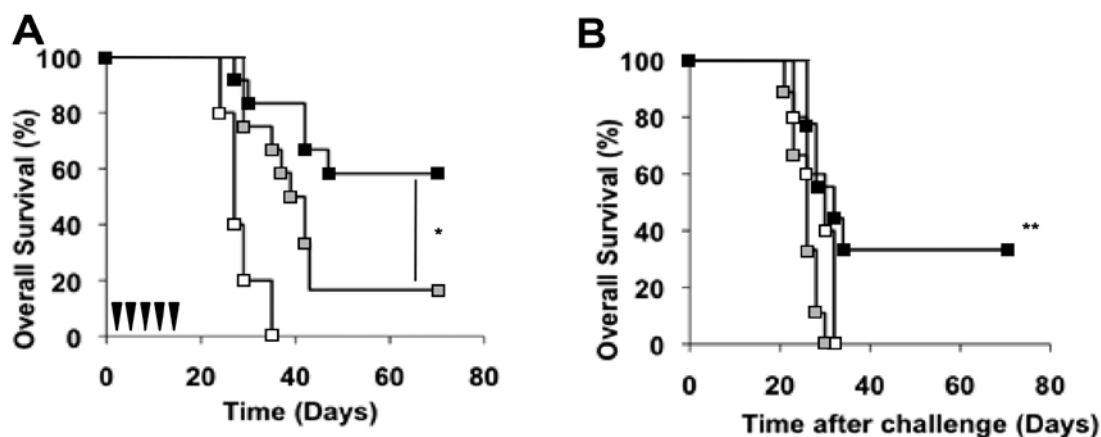 A
100
80
60
40
20
0
Overall Survival (%)
*
0 20 40 60 80
Time (Days)
B
100
80
60
40
20
0
Overall Survival (%)
**
0 20 40 60 80
Time after challenge (Days)